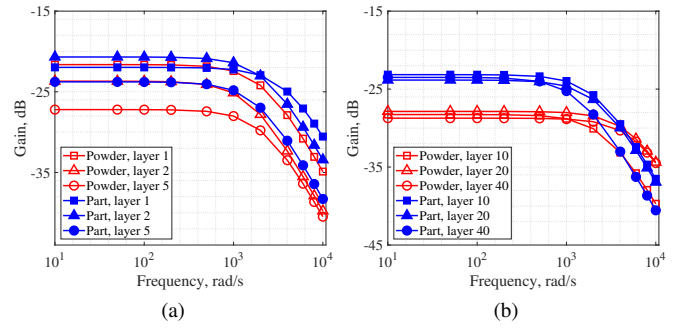 -15
-25
-35
Gain, dB
Powder, layer 1
Powder, layer 2
Powder, layer 5
Part, layer 1
Part, layer 2
Part, layer 5
10^1 10^2 10^3 10^4
Frequency, rad/s
(a)
-15
-25
-35
-45
Gain, dB
Powder, layer 10
Powder, layer 20
Powder, layer 40
Part, layer 10
Part, layer 20
Part, layer 40
10^1 10^2 10^3 10^4
Frequency, rad/s
(b)